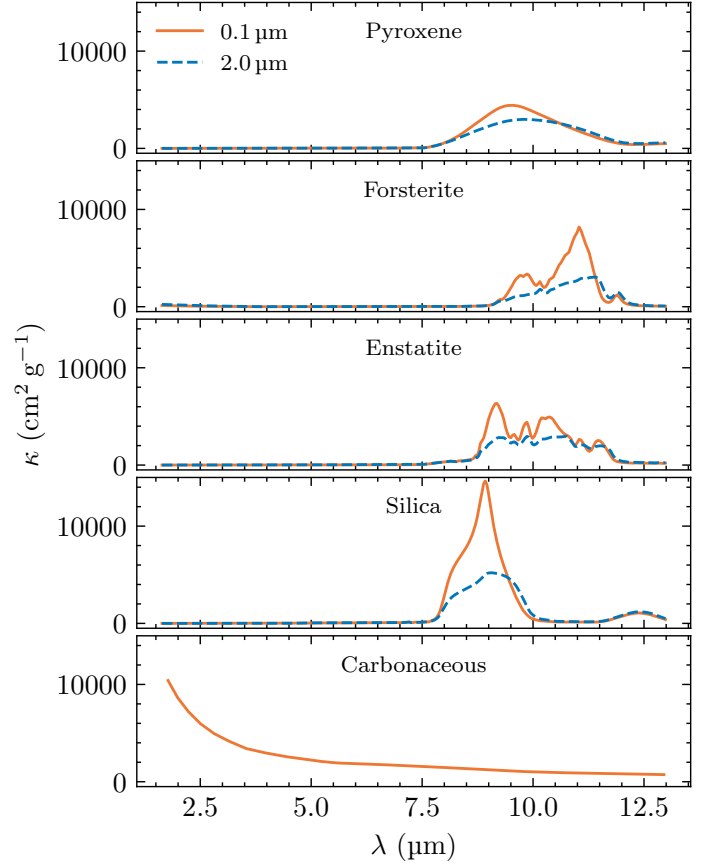 0.1 µm
2.0 µm
Pyroxene
10000
0
Forsterite
10000
0
Enstatite
10000
0
Silica
10000
0
Carbonaceous
10000
0
κ (cm² g⁻¹)
2.5 5.0 7.5 10.0 12.5
λ (µm)